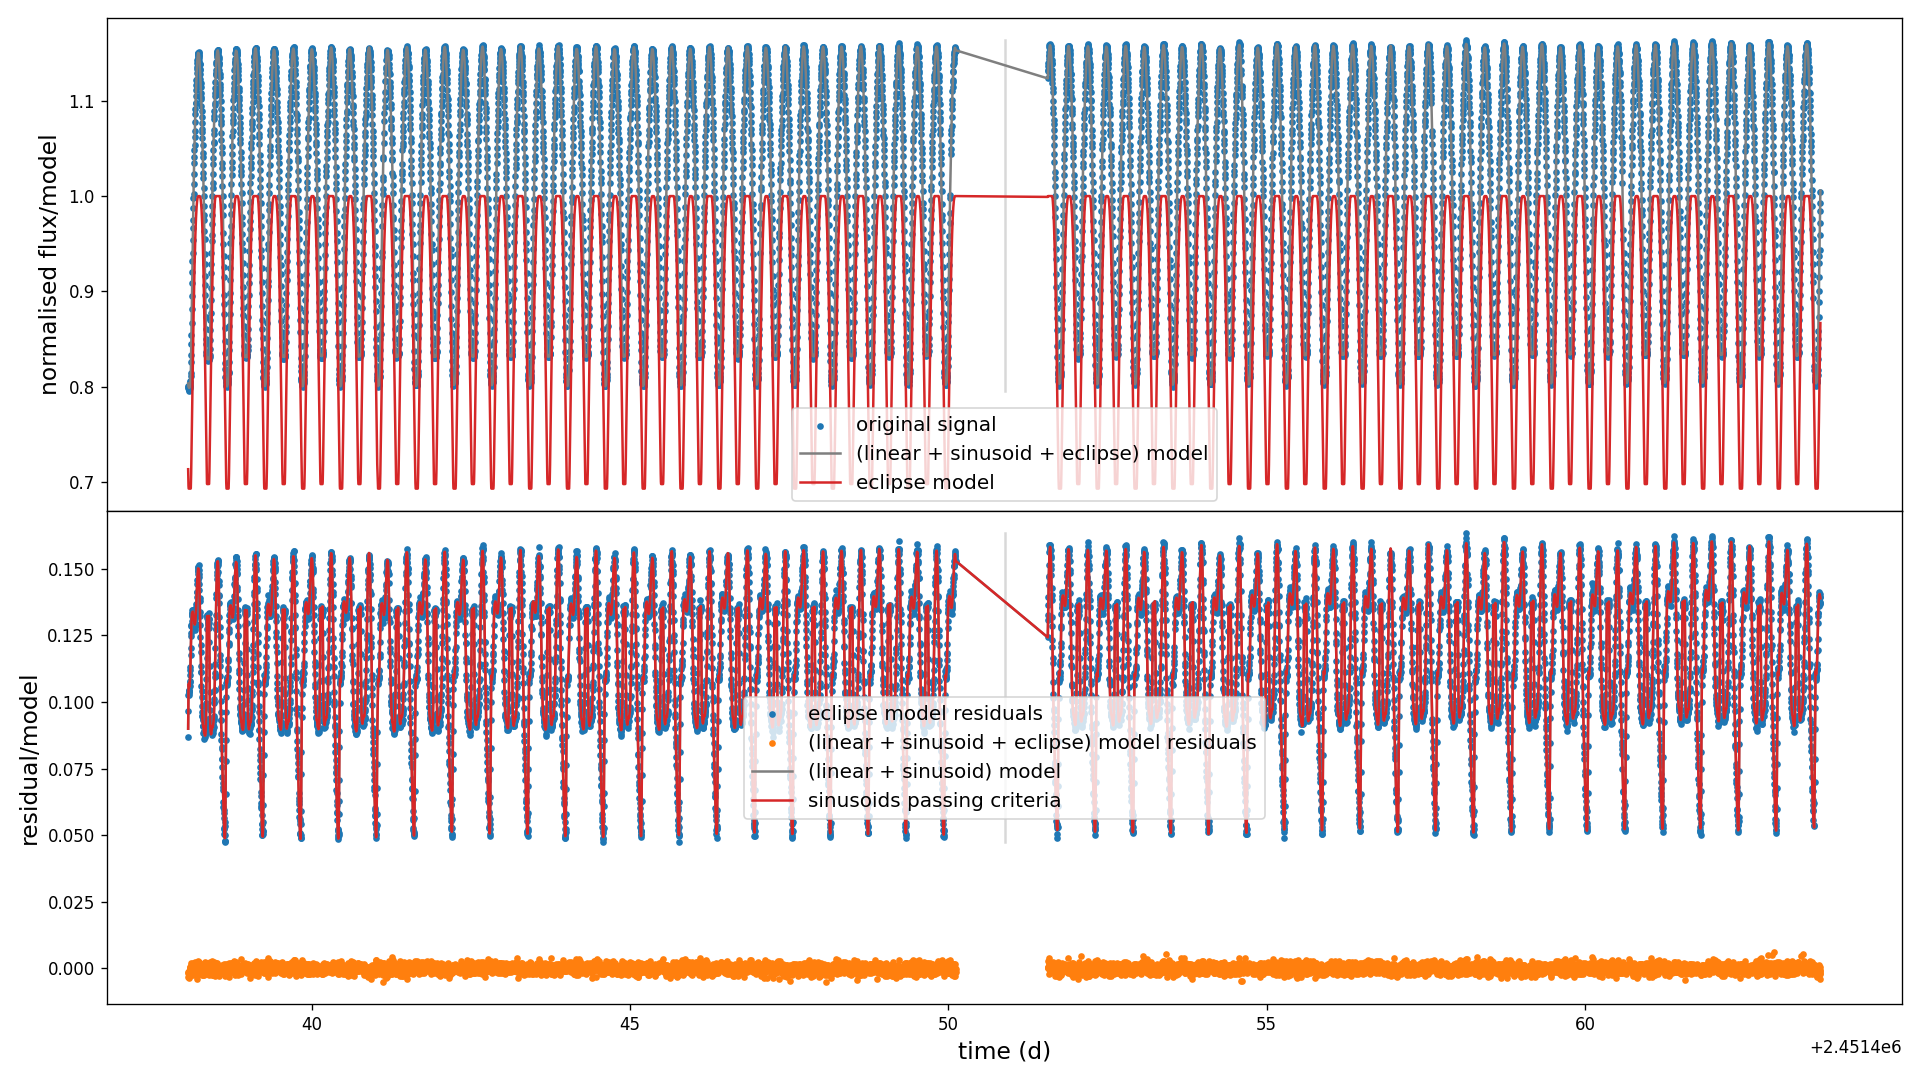 normalised flux/model
1.1
1.0
0.9
0.8
0.7
original signal
(linear + sinusoid + eclipse) model
eclipse model
residual/model
0.150
0.125
0.100
0.075
0.050
0.025
0.000
eclipse model residuals
(linear + sinusoid + eclipse) model residuals
(linear + sinusoid) model
sinusoids passing criteria
40 45 50 55 60
time (d)
+2.4514e6